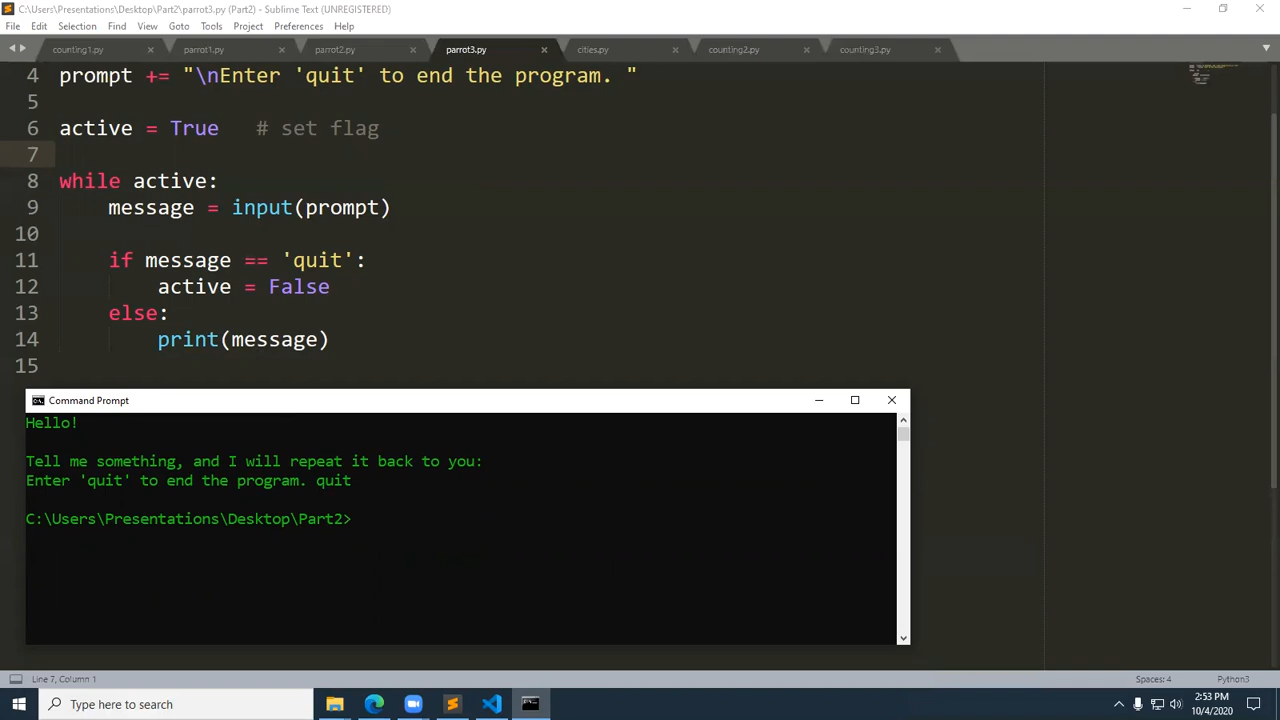 C:\Users\Presentations\Desktop\Part2\parrot3.py (Part2) - Sublime Text (UNREGISTERED)
File Edit Selection Find View Goto Tools Project Preferences Help
counting1.py parrot1.py parrot2.py parrot3.py cities.py counting2.py counting3.py
4 prompt += "\nEnter 'quit' to end the program. "
5
6 active = True # set flag
7
8 while active:
9 message = input(prompt)
10
11 if message == 'quit':
12 active = False
13 else:
14 print(message)
15
Command Prompt
Hello!
Tell me something, and I will repeat it back to you:
Enter 'quit' to end the program. quit
C:\Users\Presentations\Desktop\Part2>
Line 7, Column 1 Spaces: 4 Python3
Type here to search
2:53 PM
10/4/2020